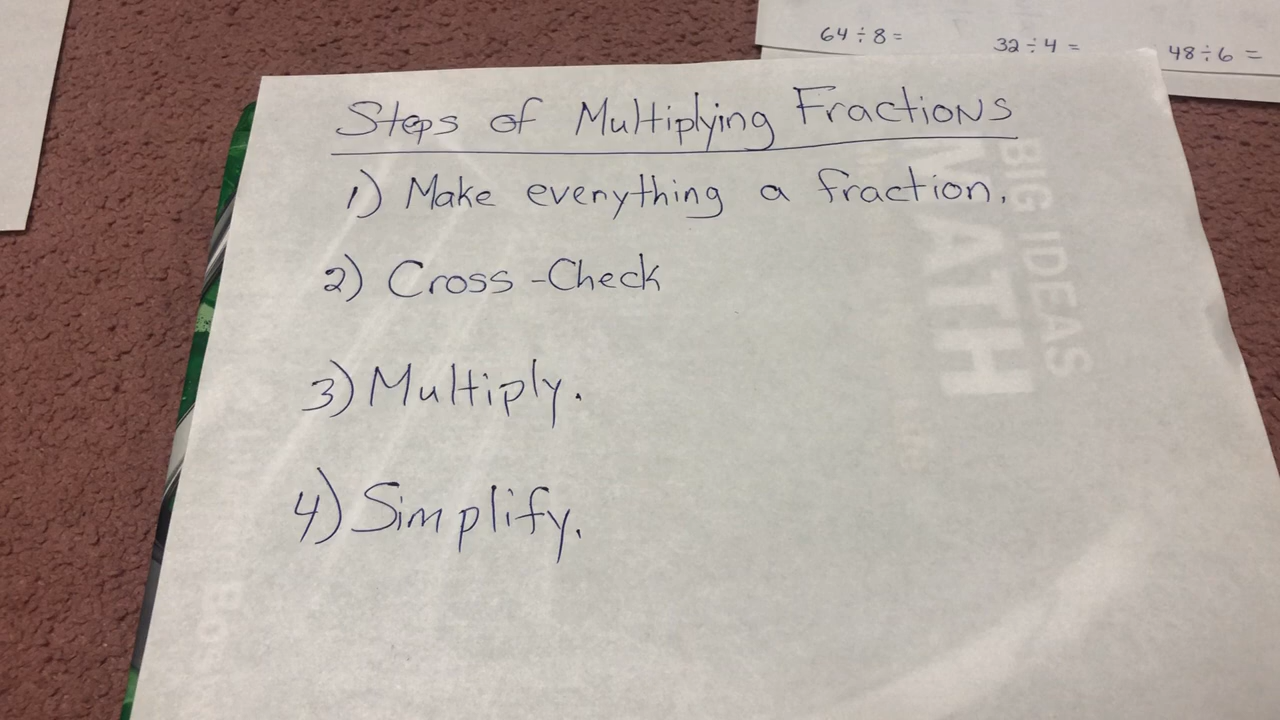 64 ÷ 8 =
32 ÷ 4 =
48 ÷ 6 =
Steps of Multiplying Fractions
1) Make everything a fraction.
2) Cross-Check
3) Multiply.
4) Simplify.
BIG IDEAS
MATH